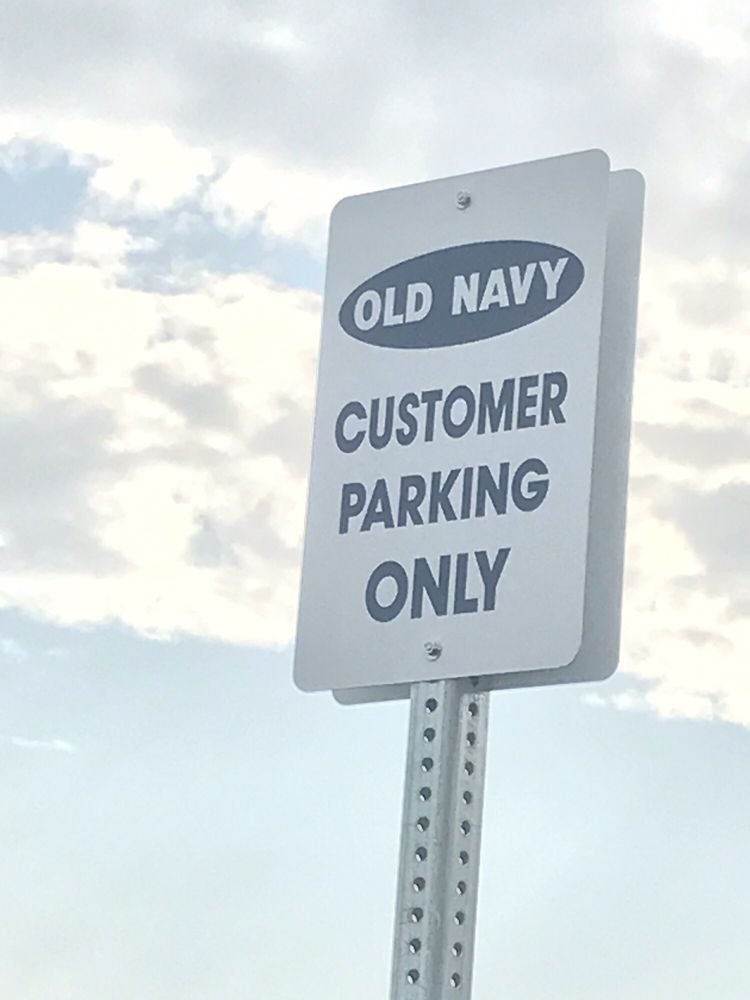 OLD NAVY
CUSTOMER
PARKING
ONLY